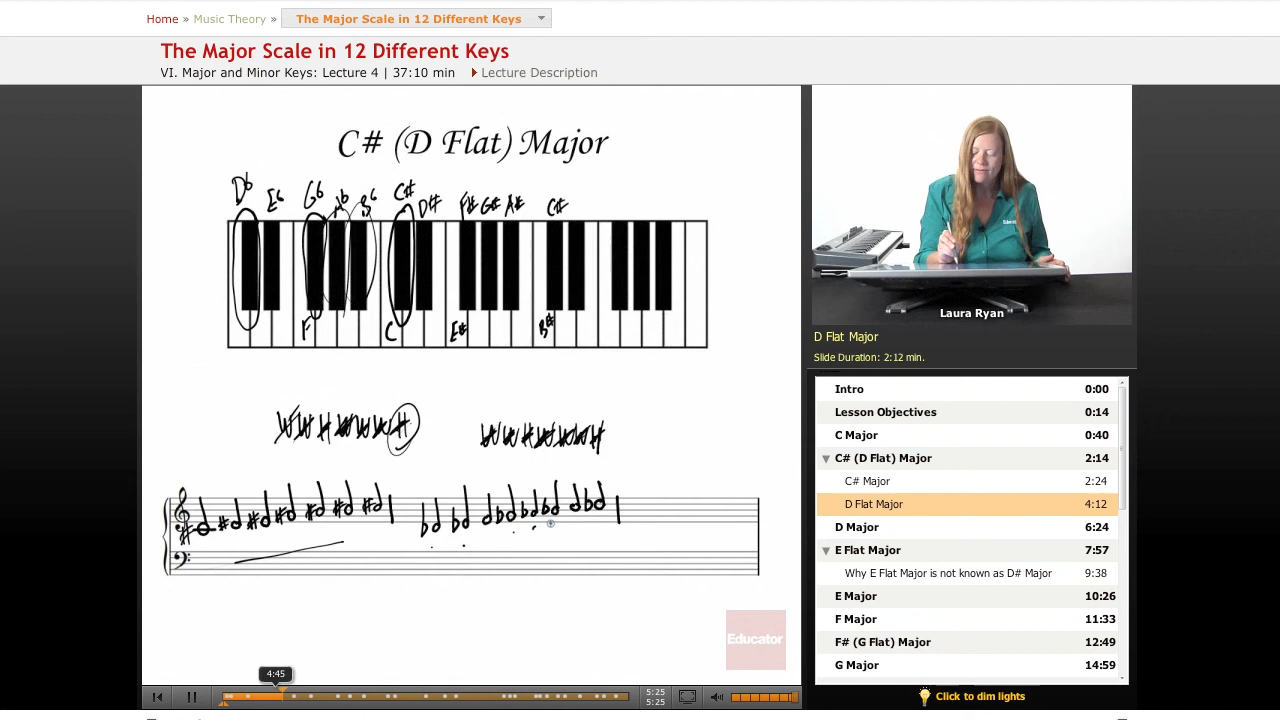 Home » Music Theory » The Major Scale in 12 Different Keys
The Major Scale in 12 Different Keys
VI. Major and Minor Keys: Lecture 4 | 37:10 min Lecture Description
C# (D Flat) Major
Db Eb Gb Ab Bb C# D# F# G# A# C#
F C E# B#
W W H W W W H W W H W W W H
Educator
4:45
5:25
5:25
Laura Ryan
D Flat Major
Slide Duration: 2:12 min.
Intro 0:00
Lesson Objectives 0:14
C Major 0:40
C# (D Flat) Major 2:14
C# Major 2:24
D Flat Major 4:12
D Major 6:24
E Flat Major 7:57
Why E Flat Major is not known as D# Major 9:38
E Major 10:26
F Major 11:33
F# (G Flat) Major 12:49
G Major 14:59
Click to dim lights